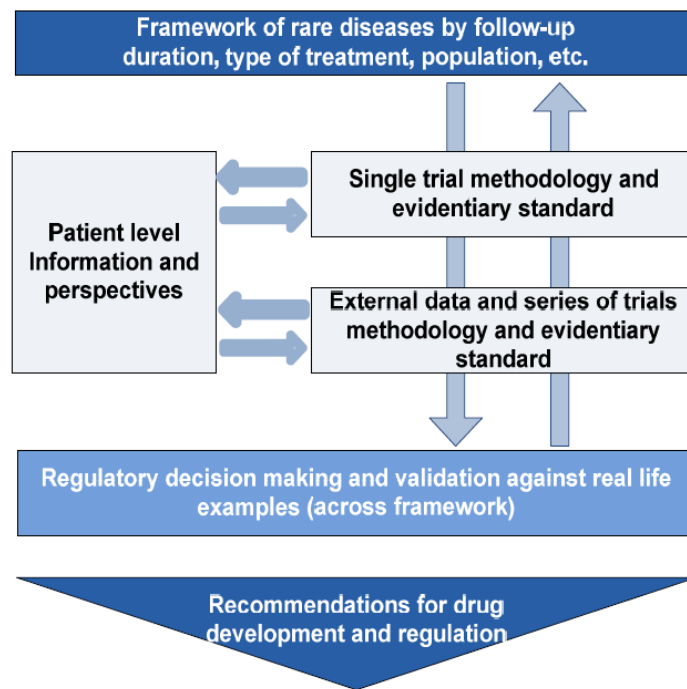 Framework of rare diseases by follow-up
duration, type of treatment, population, etc.
Single trial methodology and
evidentiary standard
Patient level
Information and
perspectives
External data and series of trials
methodology and evidentiary
standard
Regulatory decision making and validation against real life
examples (across framework)
Recommendations for drug
development and regulation